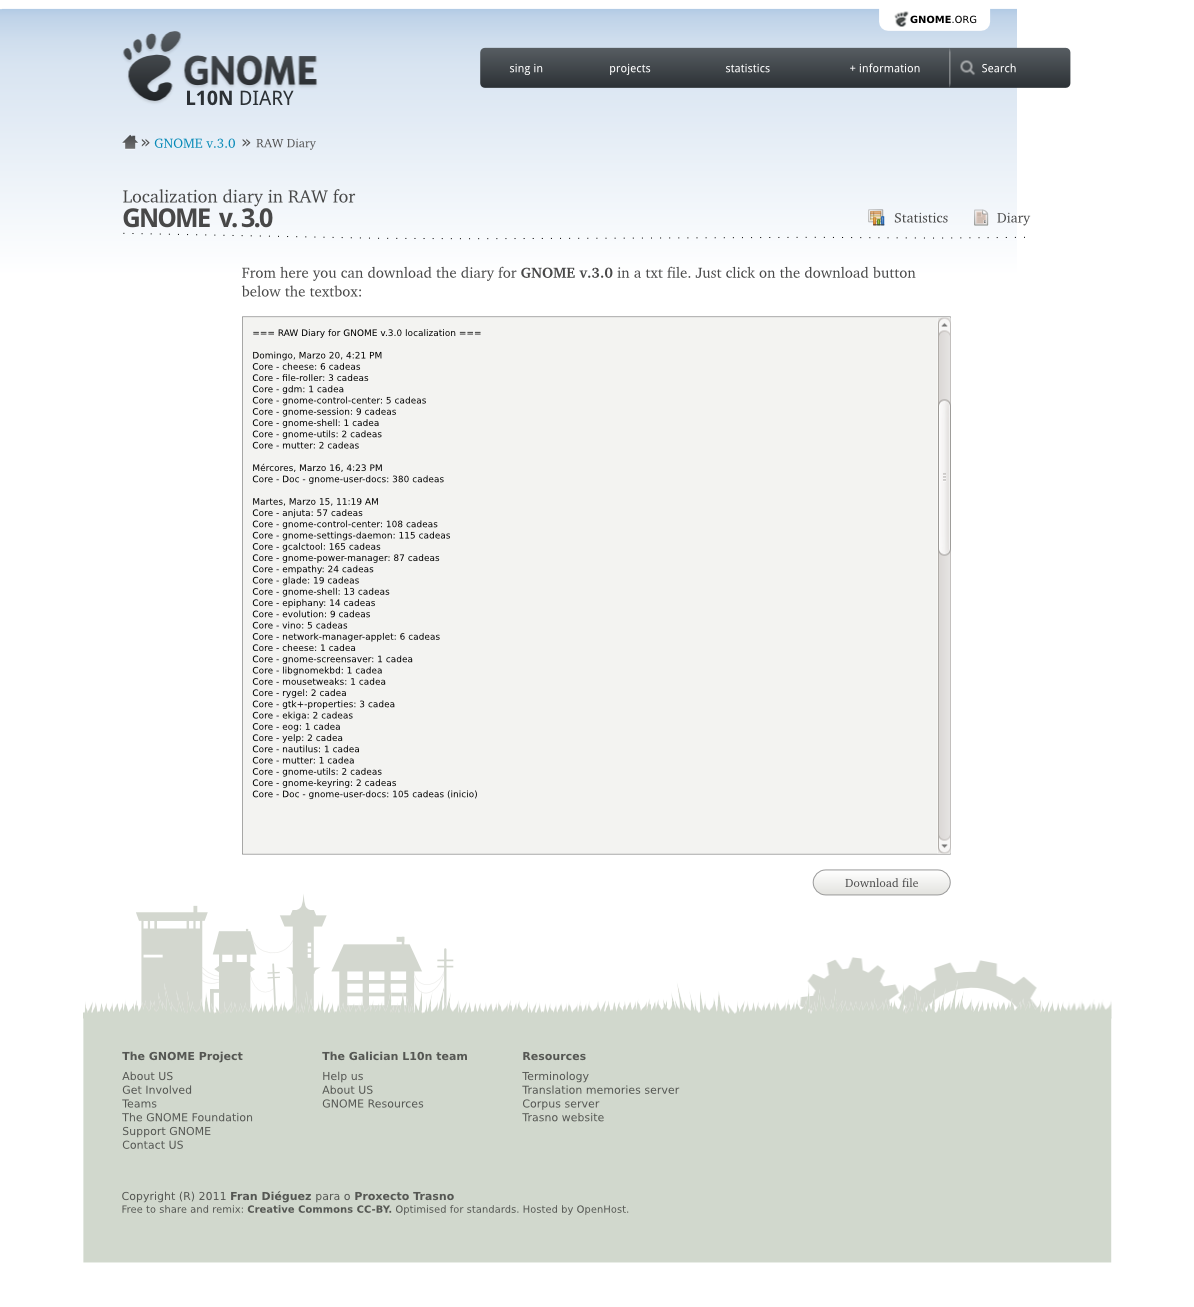 GNOME.ORG
GNOME
L10N DIARY
sing in projects statistics + information Search
» GNOME v.3.0 » RAW Diary
Localization diary in RAW for
GNOME v. 3.0
Statistics Diary
From here you can download the diary for GNOME v.3.0 in a txt file. Just click on the download button
below the textbox:
=== RAW Diary for GNOME v.3.0 localization ===
Domingo, Marzo 20, 4:21 PM
Core - cheese: 6 cadeas
Core - file-roller: 3 cadeas
Core - gdm: 1 cadea
Core - gnome-control-center: 5 cadeas
Core - gnome-session: 9 cadeas
Core - gnome-shell: 1 cadea
Core - gnome-utils: 2 cadeas
Core - mutter: 2 cadeas
Mércores, Marzo 16, 4:23 PM
Core - Doc - gnome-user-docs: 380 cadeas
Martes, Marzo 15, 11:19 AM
Core - anjuta: 57 cadeas
Core - gnome-control-center: 108 cadeas
Core - gnome-settings-daemon: 115 cadeas
Core - gcalctool: 165 cadeas
Core - gnome-power-manager: 87 cadeas
Core - empathy: 24 cadeas
Core - glade: 19 cadeas
Core - gnome-shell: 13 cadeas
Core - epiphany: 14 cadeas
Core - evolution: 9 cadeas
Core - vino: 5 cadeas
Core - network-manager-applet: 6 cadeas
Core - cheese: 1 cadea
Core - gnome-screensaver: 1 cadea
Core - libgnomekbd: 1 cadea
Core - mousetweaks: 1 cadea
Core - rygel: 2 cadea
Core - gtk+-properties: 3 cadea
Core - ekiga: 2 cadeas
Core - eog: 1 cadea
Core - yelp: 2 cadea
Core - nautilus: 1 cadea
Core - mutter: 1 cadea
Core - gnome-utils: 2 cadeas
Core - gnome-keyring: 2 cadeas
Core - Doc - gnome-user-docs: 105 cadeas (inicio)
Download file
The GNOME Project
About US
Get Involved
Teams
The GNOME Foundation
Support GNOME
Contact US
The Galician L10n team
Help us
About US
GNOME Resources
Resources
Terminology
Translation memories server
Corpus server
Trasno website
Copyright (R) 2011 Fran Diéguez para o Proxecto Trasno
Free to share and remix: Creative Commons CC-BY. Optimised for standards. Hosted by OpenHost.